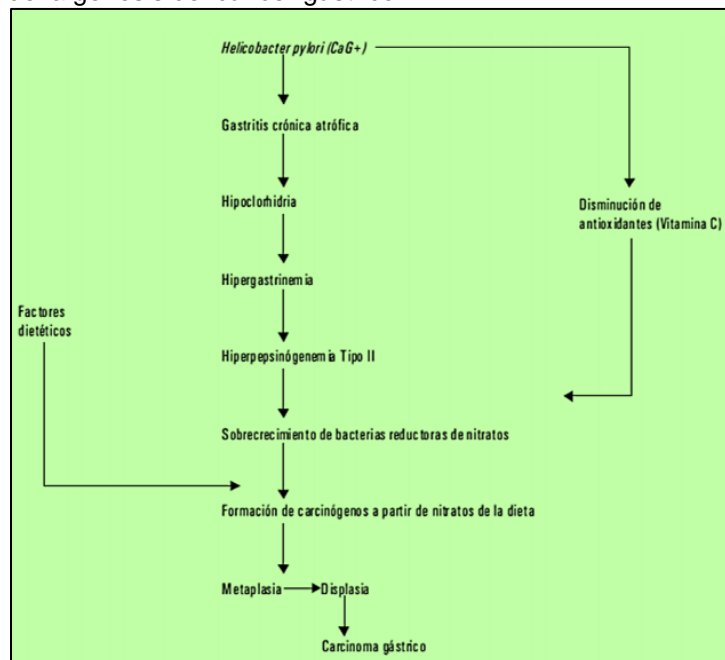 Helicobacter pylori (CaG+)
Gastritis crónica atrófica
Hipoclorhidria
Disminución de
antioxidantes (Vitamina C)
Hipergastrinemia
Factores
dietéticos
Hiperpepsinógenemia Tipo II
Sobrecrecimiento de bacterias reductoras de nitratos
Formación de carcinógenos a partir de nitratos de la dieta
Metaplasia Displasia
Carcinoma gástrico